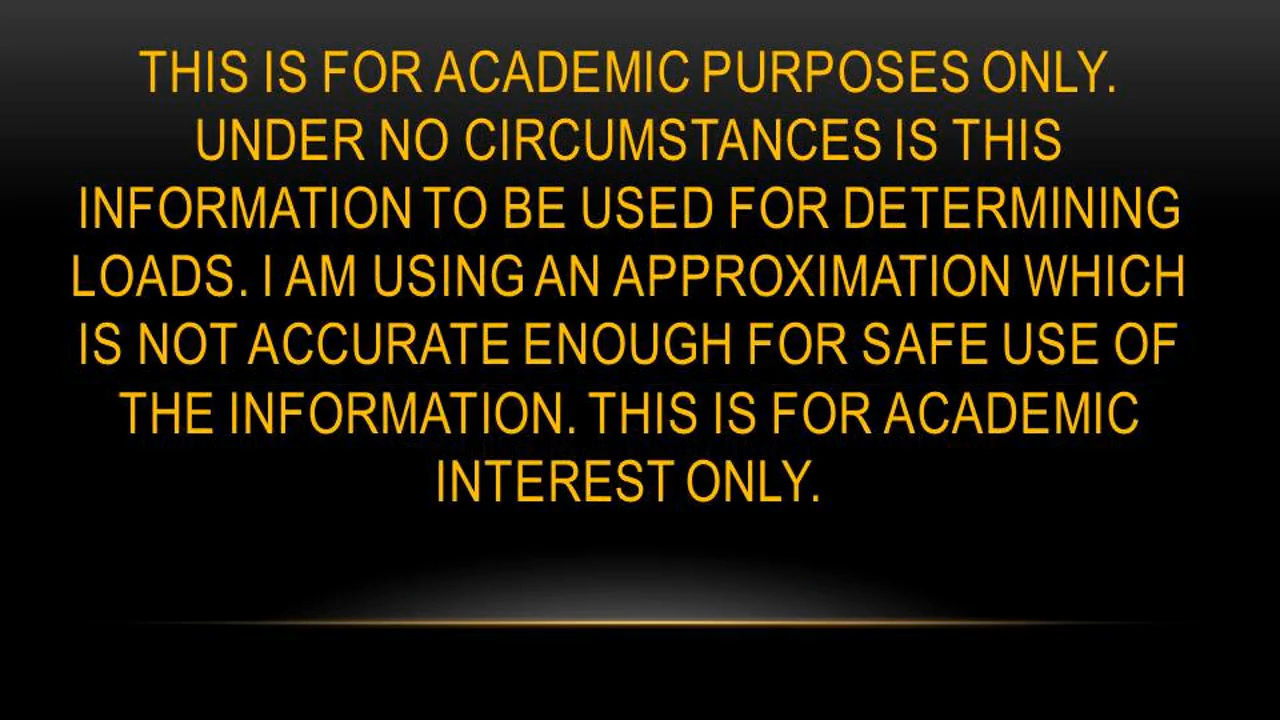 THIS IS FOR ACADEMIC PURPOSES ONLY.
UNDER NO CIRCUMSTANCES IS THIS
INFORMATION TO BE USED FOR DETERMINING
LOADS. I AM USING AN APPROXIMATION WHICH
IS NOT ACCURATE ENOUGH FOR SAFE USE OF
THE INFORMATION. THIS IS FOR ACADEMIC
INTEREST ONLY.